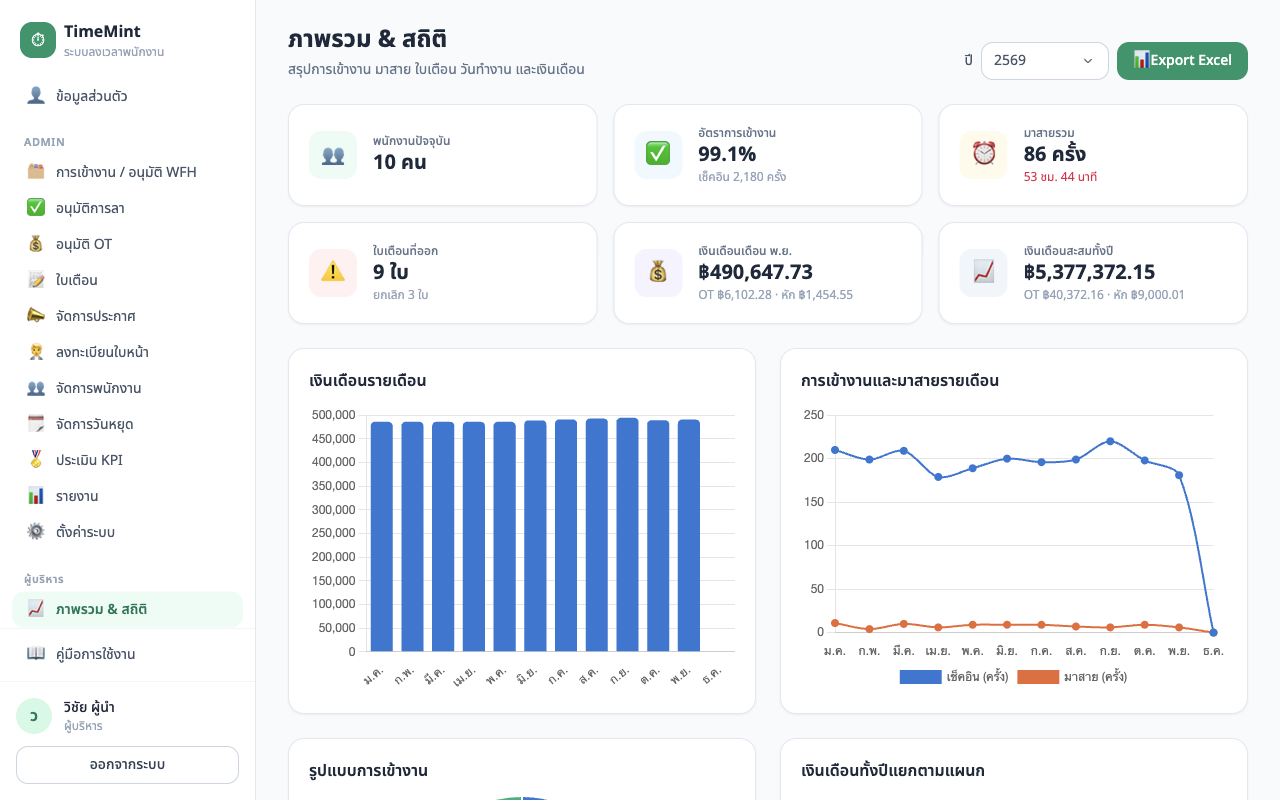 TimeMint
ระบบลงเวลาพนักงาน
ข้อมูลส่วนตัว
ADMIN
การเข้างาน / อนุมัติ WFH
อนุมัติการลา
อนุมัติ OT
ใบเตือน
จัดการประกาศ
ลงทะเบียนใบหน้า
จัดการพนักงาน
จัดการวันหยุด
ประเมิน KPI
รายงาน
ตั้งค่าระบบ
ผู้บริหาร
ภาพรวม & สถิติ
คู่มือการใช้งาน
ว
วิชัย ผู้นำ
ผู้บริหาร
ออกจากระบบ
ภาพรวม & สถิติ
สรุปการเข้างาน มาสาย ใบเตือน วันทำงาน และเงินเดือน
ปี
2569
Export Excel
พนักงานปัจจุบัน
10 คน
อัตราการเข้างาน
99.1%
เช็คอิน 2,180 ครั้ง
มาสายรวม
86 ครั้ง
53 ชม. 44 นาที
ใบเตือนที่ออก
9 ใบ
ยกเลิก 3 ใบ
เงินเดือนเดือน พ.ย.
฿490,647.73
OT ฿6,102.28 · หัก ฿1,454.55
เงินเดือนสะสมทั้งปี
฿5,377,372.15
OT ฿40,372.16 · หัก ฿9,000.01
เงินเดือนรายเดือน
500,000
450,000
400,000
350,000
300,000
250,000
200,000
150,000
100,000
50,000
0
ม.ค. ก.พ. มี.ค. เม.ย. พ.ค. มิ.ย. ก.ค. ส.ค. ก.ย. ต.ค. พ.ย. ธ.ค.
การเข้างานและมาสายรายเดือน
250
200
150
100
50
0
ม.ค. ก.พ. มี.ค. เม.ย. พ.ค. มิ.ย. ก.ค. ส.ค. ก.ย. ต.ค. พ.ย. ธ.ค.
เช็คอิน (ครั้ง) มาสาย (ครั้ง)
รูปแบบการเข้างาน
เงินเดือนทั้งปีแยกตามแผนก